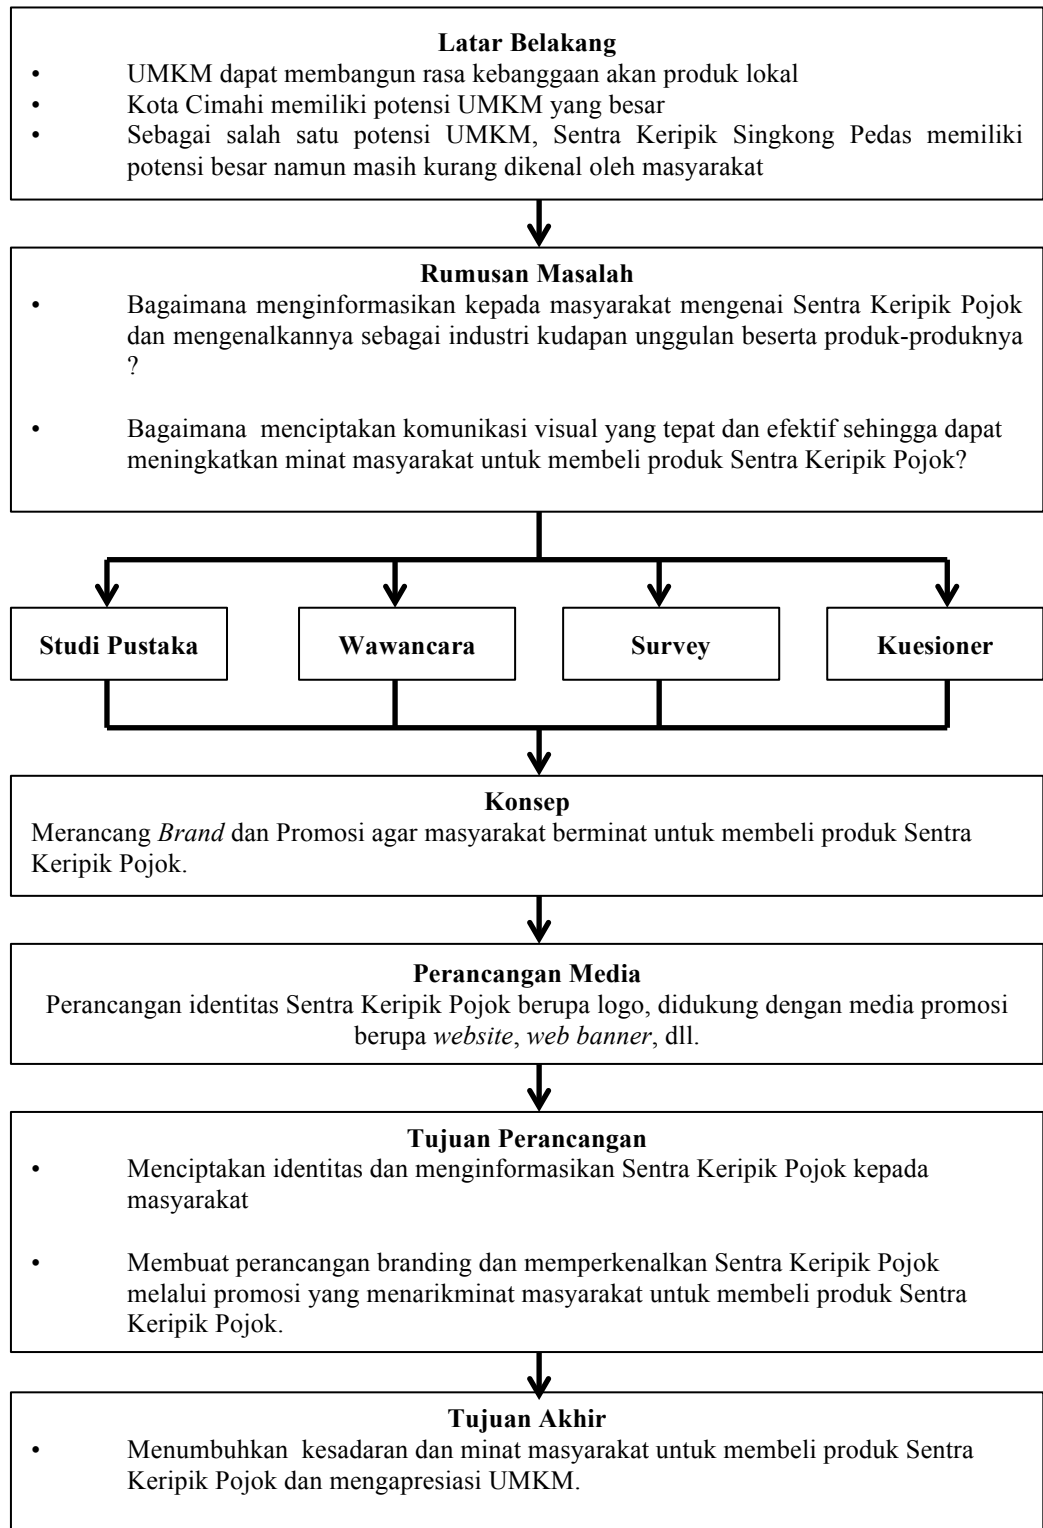 Latar Belakang
• UMKM dapat membangun rasa kebanggaan akan produk lokal
• Kota Cimahi memiliki potensi UMKM yang besar
• Sebagai salah satu potensi UMKM, Sentra Keripik Singkong Pedas memiliki
potensi besar namun masih kurang dikenal oleh masyarakat
Rumusan Masalah
• Bagaimana menginformasikan kepada masyarakat mengenai Sentra Keripik Pojok
dan mengenalkannya sebagai industri kudapan unggulan beserta produk-produknya
?
• Bagaimana menciptakan komunikasi visual yang tepat dan efektif sehingga dapat
meningkatkan minat masyarakat untuk membeli produk Sentra Keripik Pojok?
Studi Pustaka
Wawancara
Survey
Kuesioner
Konsep
Merancang Brand dan Promosi agar masyarakat berminat untuk membeli produk Sentra
Keripik Pojok.
Perancangan Media
Perancangan identitas Sentra Keripik Pojok berupa logo, didukung dengan media promosi
berupa website, web banner, dll.
Tujuan Perancangan
• Menciptakan identitas dan menginformasikan Sentra Keripik Pojok kepada
masyarakat
• Membuat perancangan branding dan memperkenalkan Sentra Keripik Pojok
melalui promosi yang menarikminat masyarakat untuk membeli produk Sentra
Keripik Pojok.
Tujuan Akhir
• Menumbuhkan kesadaran dan minat masyarakat untuk membeli produk Sentra
Keripik Pojok dan mengapresiasi UMKM.